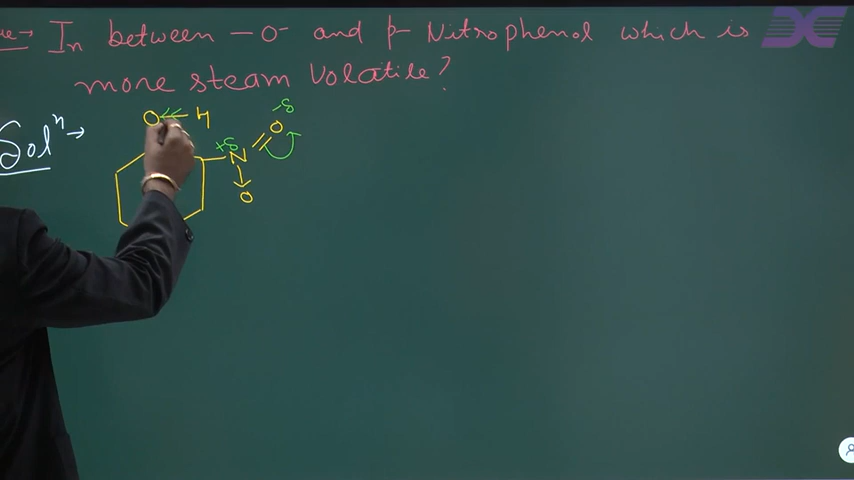 In between - O- and p- Nitrophenol which is
more steam volatile?
Solⁿ →
O H -δ
+δ O
N
O